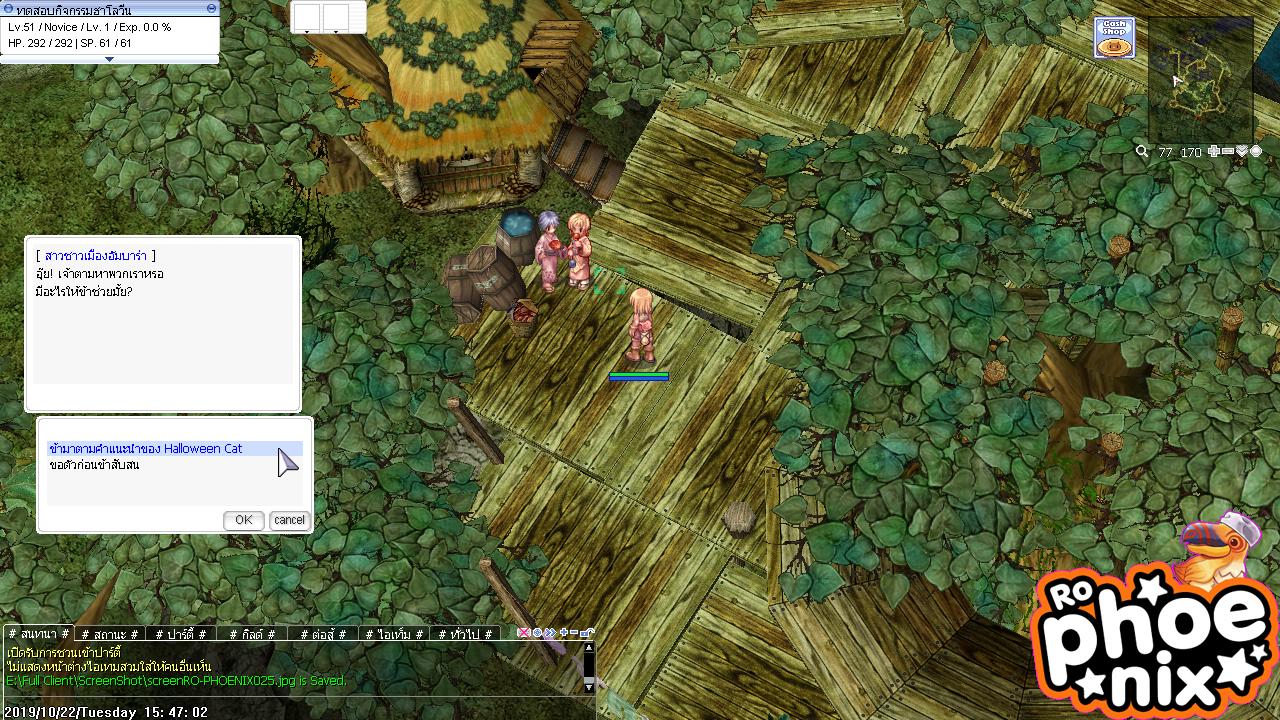 ทดสอบกิจกรรมฮาโลวีน
Lv.51 / Novice / Lv. 1 / Exp. 0.0 %
HP. 292 / 292 | SP. 61 / 61
Cash Shop
77 170
[ สาวชาวเมืองอัมบาร่า ]
อุ๊ย! เจ้าตามหาพวกเราหรอ
มีอะไรให้ข้าช่วยมั้ย?
ข้ามาตามคำแนะนำของ Halloween Cat
ขอตัวก่อนข้าสับสน
OK cancel
# สนทนา # # สถานะ # # ปาร์ตี้ # # กิลด์ # # ต่อสู้ # # ไอเท็ม # # ทั่วไป #
เปิดรับการชวนเข้าปาร์ตี้
ไม่แสดงหน้าต่างไอเทมสวมใส่ให้คนอื่นเห็น
E:\Full Client\ScreenShot\screenRO-PHOENIX025.jpg is Saved.
2019/10/22/Tuesday 15: 47: 02
RO
phoe
nix